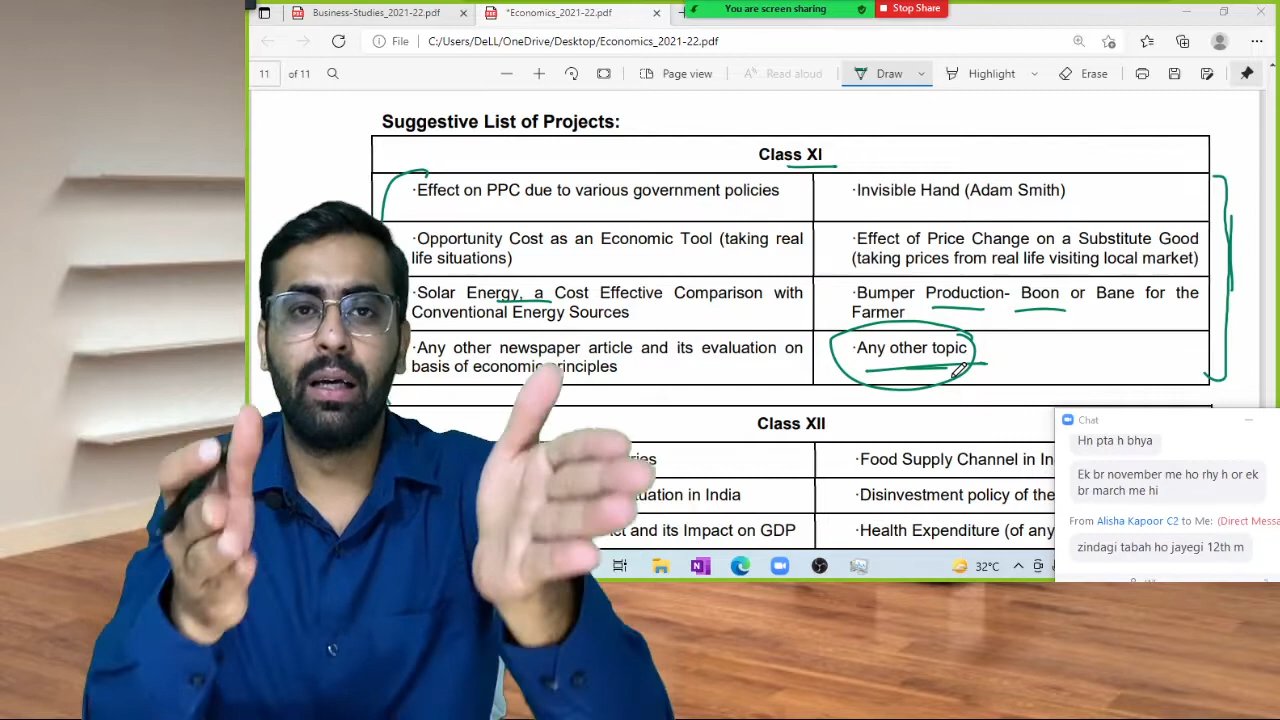 Business-Studies_2021-22.pdf
*Economics_2021-22.pdf
You are screen sharing
Stop Share
File
C:/Users/DeLL/OneDrive/Desktop/Economics_2021-22.pdf
11 of 11
Page view
Read aloud
Draw
Highlight
Erase
Suggestive List of Projects:
Class XI
·Effect on PPC due to various government policies
·Invisible Hand (Adam Smith)
·Opportunity Cost as an Economic Tool (taking real
life situations)
·Effect of Price Change on a Substitute Good
(taking prices from real life visiting local market)
·Solar Energy, a Cost Effective Comparison with
Conventional Energy Sources
·Bumper Production- Boon or Bane for the
Farmer
·Any other newspaper article and its evaluation on
basis of economic principles
·Any other topic
Class XII
·Food Supply Channel in In
in India
·Disinvestment policy of the
and its Impact on GDP
·Health Expenditure (of any
Chat
Hn pta h bhya
Ek br november me ho rhy h or ek
br march me hi
From Alisha Kapoor C2 to Me: (Direct Messa
zindagi tabah ho jayegi 12th m
32°C